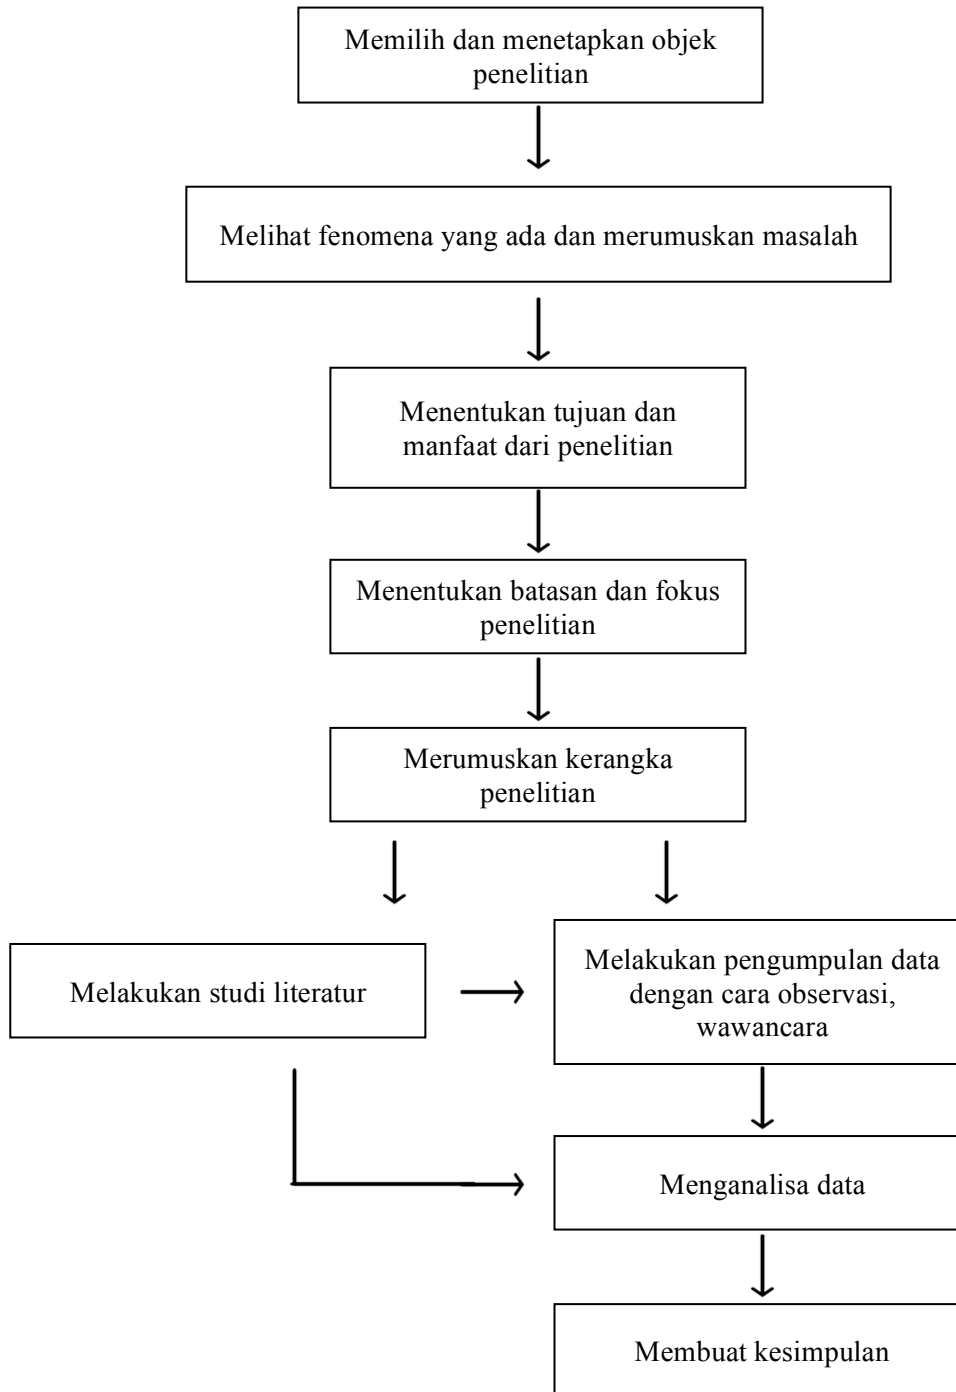 Memilih dan menetapkan objek
penelitian
Melihat fenomena yang ada dan merumuskan masalah
Menentukan tujuan dan
manfaat dari penelitian
Menentukan batasan dan fokus
penelitian
Merumuskan kerangka
penelitian
Melakukan studi literatur
Melakukan pengumpulan data
dengan cara observasi,
wawancara
Menganalisa data
Membuat kesimpulan